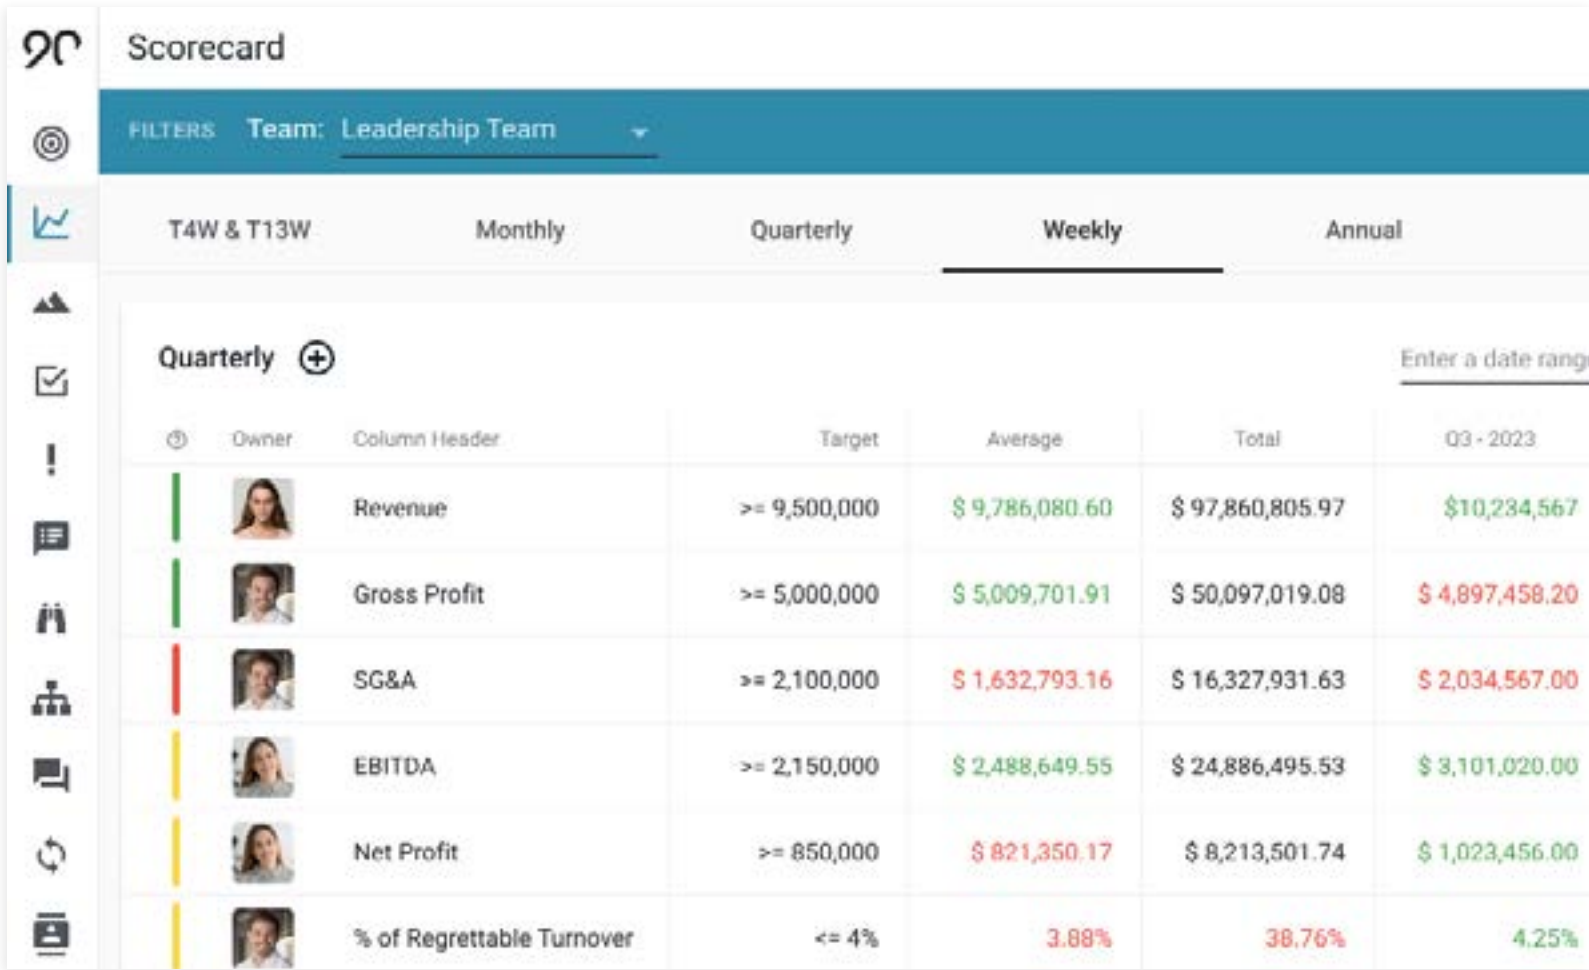 90
Scorecard
FILTERS Team: Leadership Team
T4W & T13W Monthly Quarterly Weekly Annual
Quarterly
Enter a date range
Owner Column Header Target Average Total Q3 - 2023
Revenue >= 9,500,000 $ 9,786,080.60 $ 97,860,805.97 $10,234,567
Gross Profit >= 5,000,000 $ 5,009,701.91 $ 50,097,019.08 $ 4,897,458.20
SG&A >= 2,100,000 $ 1,632,793.16 $ 16,327,931.63 $ 2,034,567.00
EBITDA >= 2,150,000 $ 2,488,649.55 $ 24,886,495.53 $ 3,101,020.00
Net Profit >= 850,000 $ 821,350.17 $ 8,213,501.74 $ 1,023,456.00
% of Regrettable Turnover <= 4% 3.88% 38.76% 4.25%